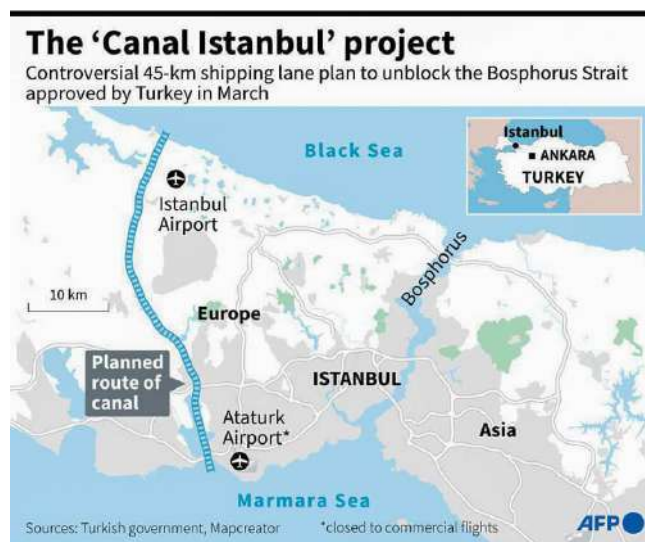 The ‘Canal Istanbul’ project
Controversial 45-km shipping lane plan to unblock the Bosphorus Strait
approved by Turkey in March
Black Sea
Istanbul
ANKARA
TURKEY
Istanbul
Airport
Bosphorus
10 km
Europe
Planned
route of
canal
ISTANBUL
Ataturk
Airport*
Asia
Marmara Sea
Sources: Turkish government, Mapcreator
*closed to commercial flights
AFP